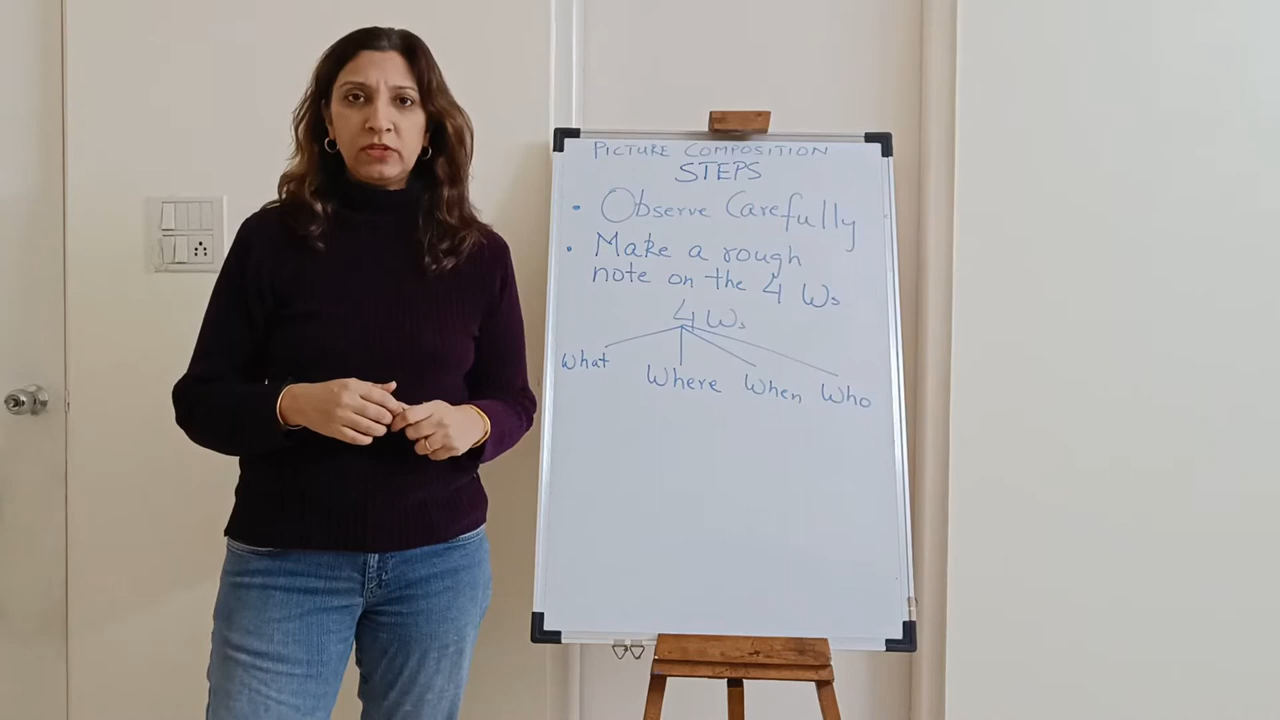 PICTURE COMPOSITION
STEPS
• Observe Carefully
• Make a rough
note on the 4 Ws
4 Ws
What Where When Who